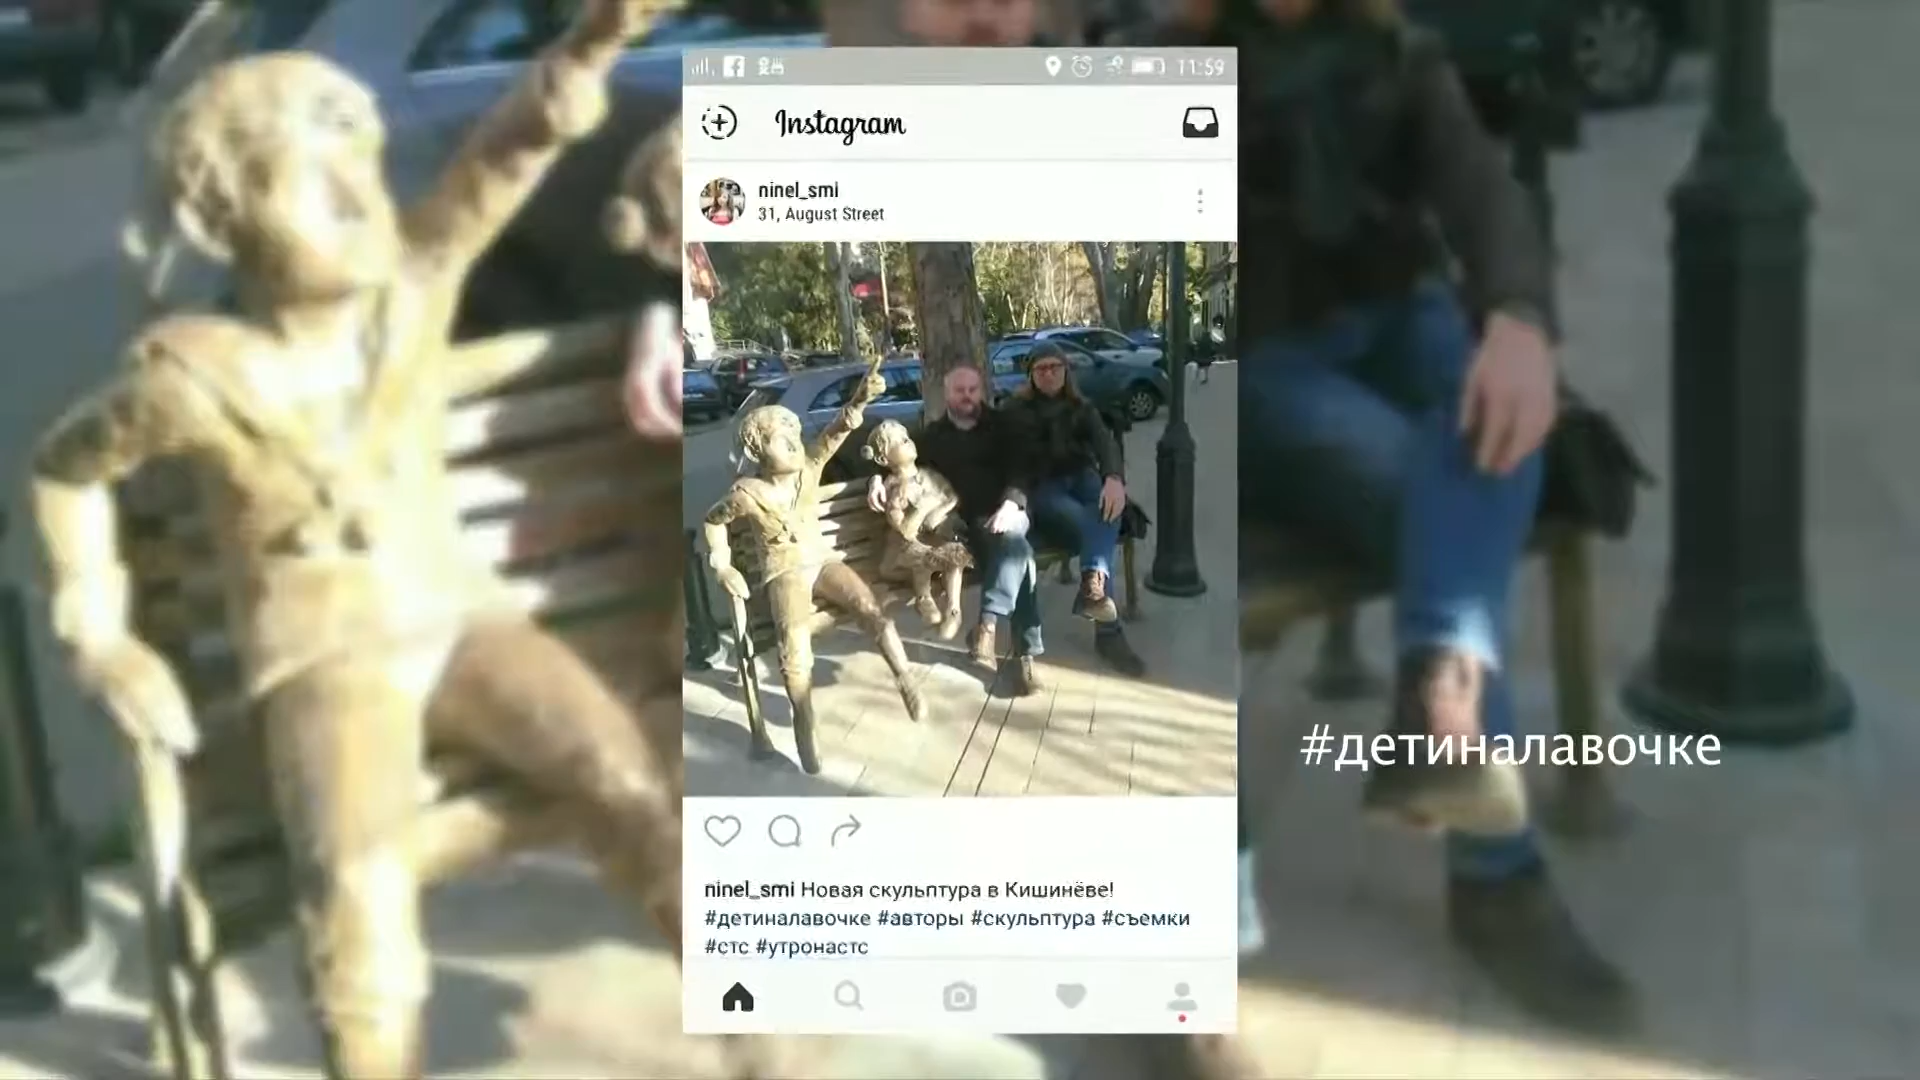 11:59
Instagram
ninel_smi
31, August Street
#детиналавочке
ninel_smi Новая скульптура в Кишинёве!
#детиналавочке #авторы #скульптура #съемки
#стс #утронастс